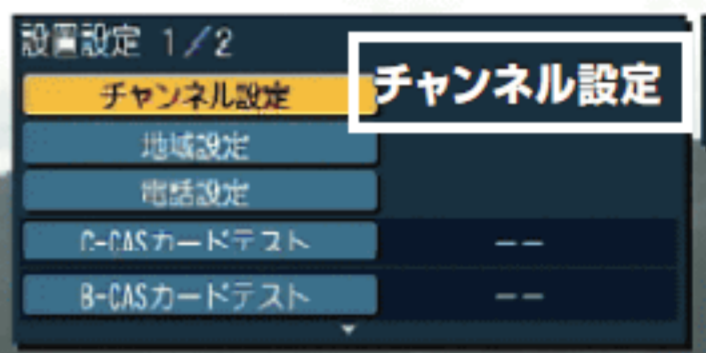 設置設定 1/2
チャンネル設定
チャンネル設定
地域設定
電話設定
C-CASカードテスト --
B-CASカードテスト --